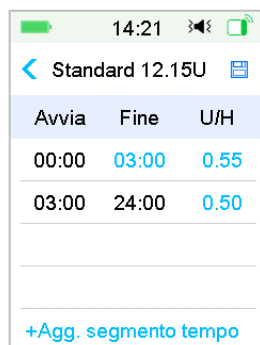 14:21
Standard 12.15U
Avvia Fine U/H
00:00 03:00 0.55
03:00 24:00 0.50
+Agg. segmento tempo